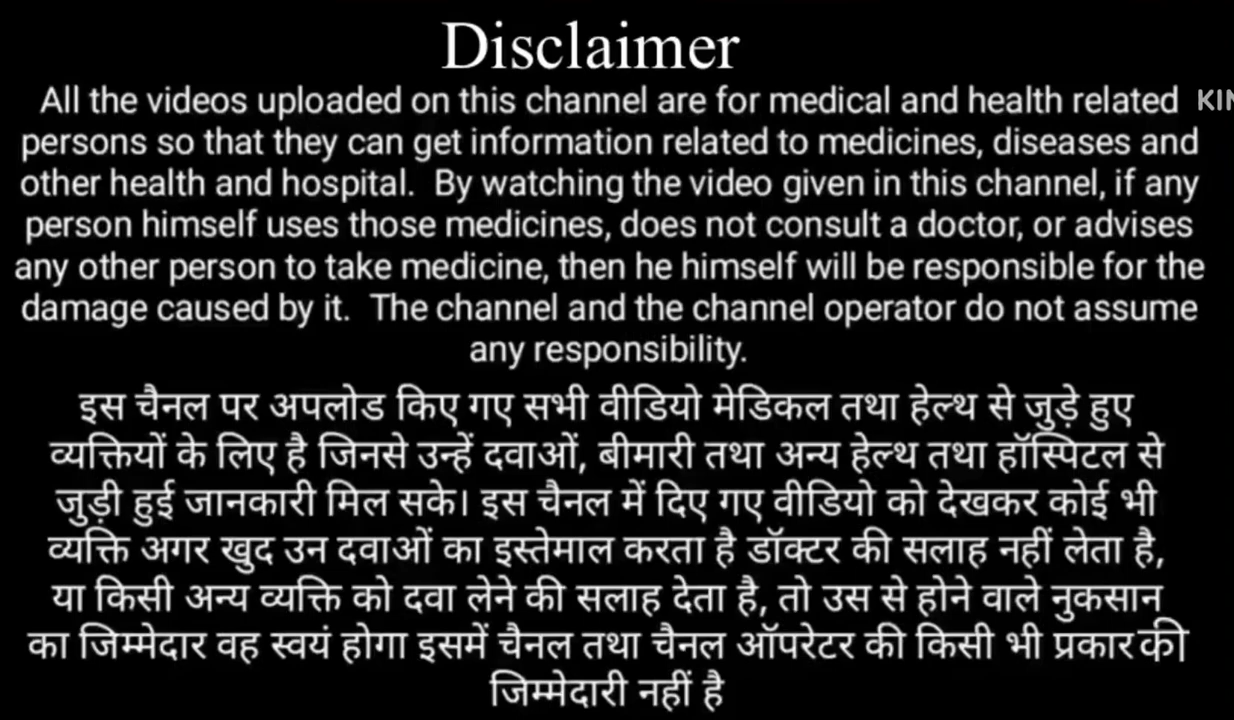 Disclaimer
All the videos uploaded on this channel are for medical and health related
persons so that they can get information related to medicines, diseases and
other health and hospital. By watching the video given in this channel, if any
person himself uses those medicines, does not consult a doctor, or advises
any other person to take medicine, then he himself will be responsible for the
damage caused by it. The channel and the channel operator do not assume
any responsibility.
इस चैनल पर अपलोड किए गए सभी वीडियो मेडिकल तथा हेल्थ से जुड़े हुए
व्यक्तियों के लिए है जिनसे उन्हें दवाओं, बीमारी तथा अन्य हेल्थ तथा हॉस्पिटल से
जुड़ी हुई जानकारी मिल सके। इस चैनल में दिए गए वीडियो को देखकर कोई भी
व्यक्ति अगर खुद उन दवाओं का इस्तेमाल करता है डॉक्टर की सलाह नहीं लेता है,
या किसी अन्य व्यक्ति को दवा लेने की सलाह देता है, तो उस से होने वाले नुकसान
का जिम्मेदार वह स्वयं होगा इसमें चैनल तथा चैनल ऑपरेटर की किसी भी प्रकार की
जिम्मेदारी नहीं है